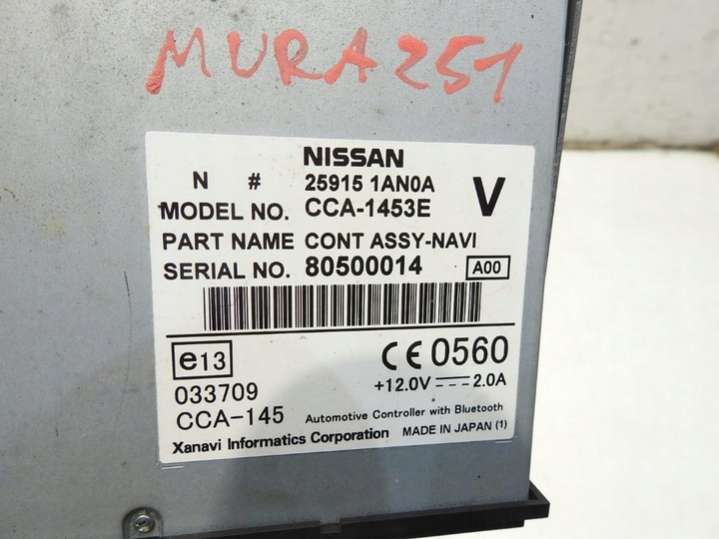 MURAZ51
NISSAN
N # 25915 1AN0A
MODEL NO. CCA-1453E V
PART NAME CONT ASSY-NAVI
SERIAL NO. 80500014 A00
e13 CE 0560
033709 +12.0V 2.0A
CCA-145 Automotive Controller with Bluetooth
Xanavi Informatics Corporation MADE IN JAPAN (1)